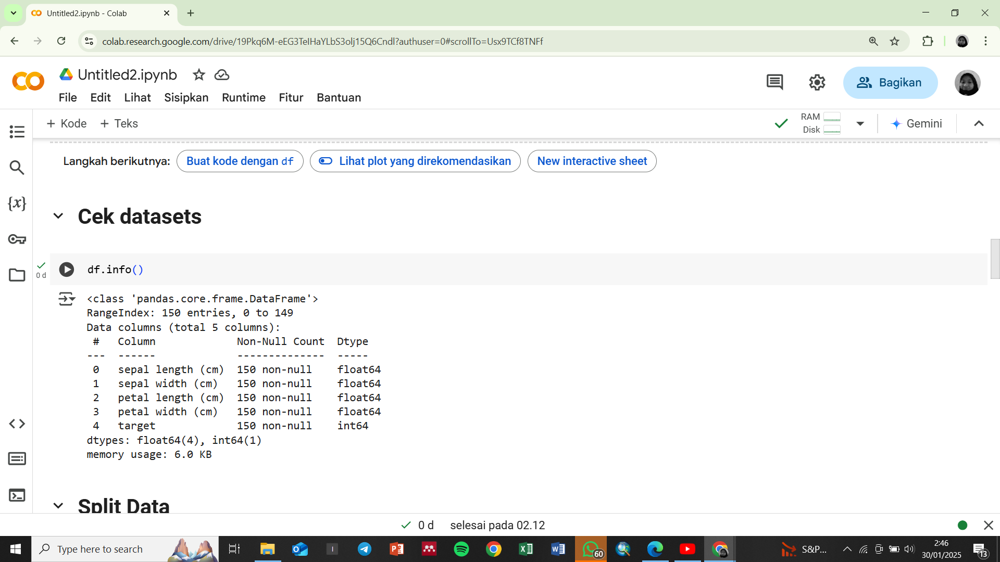 Untitled2.ipynb - Colab
colab.research.google.com/drive/19Pkq6M-eEG3TeIHaYLbS3olj15Q6Cndl?authuser=0#scrollTo=Usx9TCf8TNFf
Untitled2.ipynb
Bagikan
File Edit Lihat Sisipkan Runtime Fitur Bantuan
+ Kode + Teks
RAM
Disk
Gemini
Langkah berikutnya: Buat kode dengan df Lihat plot yang direkomendasikan New interactive sheet
Cek datasets
0 d
df.info()
<class 'pandas.core.frame.DataFrame'>
RangeIndex: 150 entries, 0 to 149
Data columns (total 5 columns):
 #   Column             Non-Null Count  Dtype
---  ------             --------------  -----
 0   sepal length (cm)  150 non-null    float64
 1   sepal width (cm)   150 non-null    float64
 2   petal length (cm)  150 non-null    float64
 3   petal width (cm)   150 non-null    float64
 4   target             150 non-null    int64
dtypes: float64(4), int64(1)
memory usage: 6.0 KB
Split Data
0 d selesai pada 02.12
Type here to search
60
S&P...
2:46
30/01/2025
13